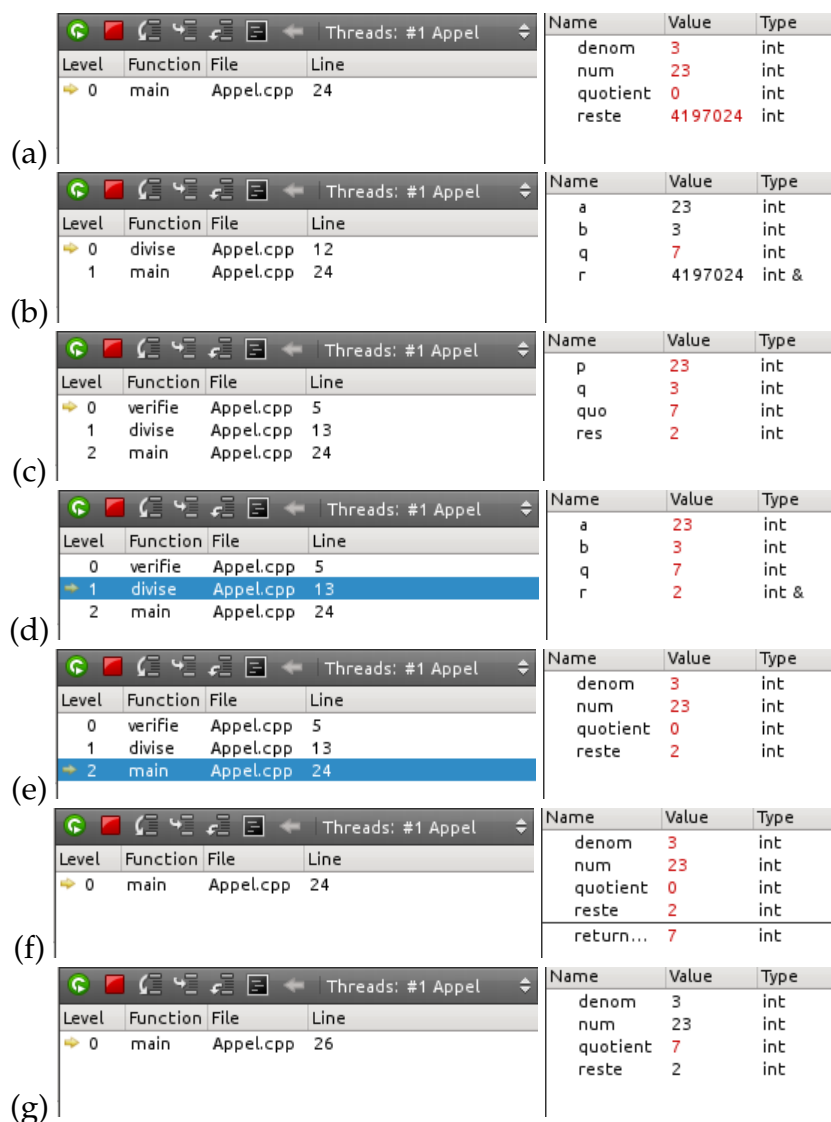 Threads: #1 Appel
Level Function File Line
0 main Appel.cpp 24
Name Value Type
denom 3 int
num 23 int
quotient 0 int
reste 4197024 int
(a)
Threads: #1 Appel
Level Function File Line
0 divise Appel.cpp 12
1 main Appel.cpp 24
Name Value Type
a 23 int
b 3 int
q 7 int
r 4197024 int &
(b)
Threads: #1 Appel
Level Function File Line
0 verifie Appel.cpp 5
1 divise Appel.cpp 13
2 main Appel.cpp 24
Name Value Type
p 23 int
q 3 int
quo 7 int
res 2 int
(c)
Threads: #1 Appel
Level Function File Line
0 verifie Appel.cpp 5
1 divise Appel.cpp 13
2 main Appel.cpp 24
Name Value Type
a 23 int
b 3 int
q 7 int
r 2 int &
(d)
Threads: #1 Appel
Level Function File Line
0 verifie Appel.cpp 5
1 divise Appel.cpp 13
2 main Appel.cpp 24
Name Value Type
denom 3 int
num 23 int
quotient 0 int
reste 2 int
(e)
Threads: #1 Appel
Level Function File Line
0 main Appel.cpp 24
Name Value Type
denom 3 int
num 23 int
quotient 0 int
reste 2 int
return... 7 int
(f)
Threads: #1 Appel
Level Function File Line
0 main Appel.cpp 26
Name Value Type
denom 3 int
num 23 int
quotient 7 int
reste 2 int
(g)